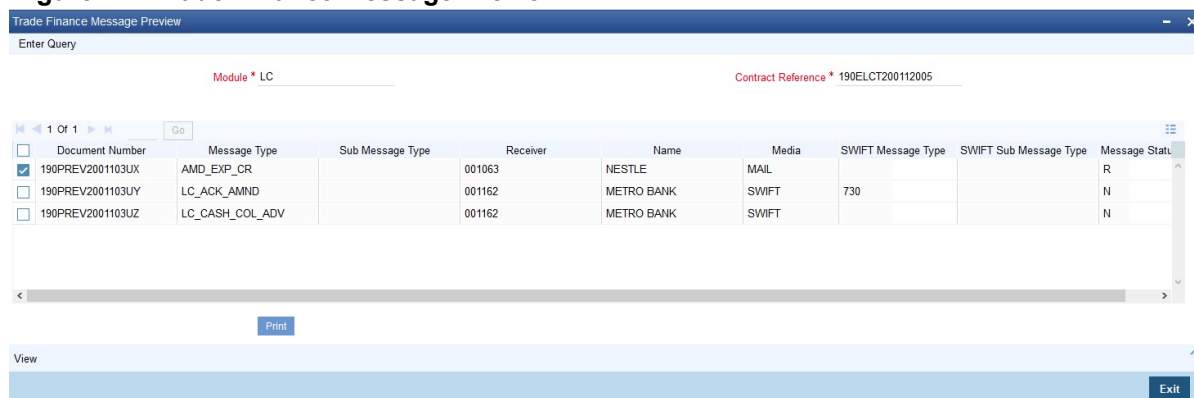 Trade Finance Message Preview
Enter Query
Module * LC Contract Reference * 190ELCT200112005
1 Of 1 Go
Document Number Message Type Sub Message Type Receiver Name Media SWIFT Message Type SWIFT Sub Message Type Message Statu
190PREV2001103UX AMD_EXP_CR 001063 NESTLE MAIL R
190PREV2001103UY LC_ACK_AMND 001162 METRO BANK SWIFT 730 N
190PREV2001103UZ LC_CASH_COL_ADV 001162 METRO BANK SWIFT N
Print
View
Exit